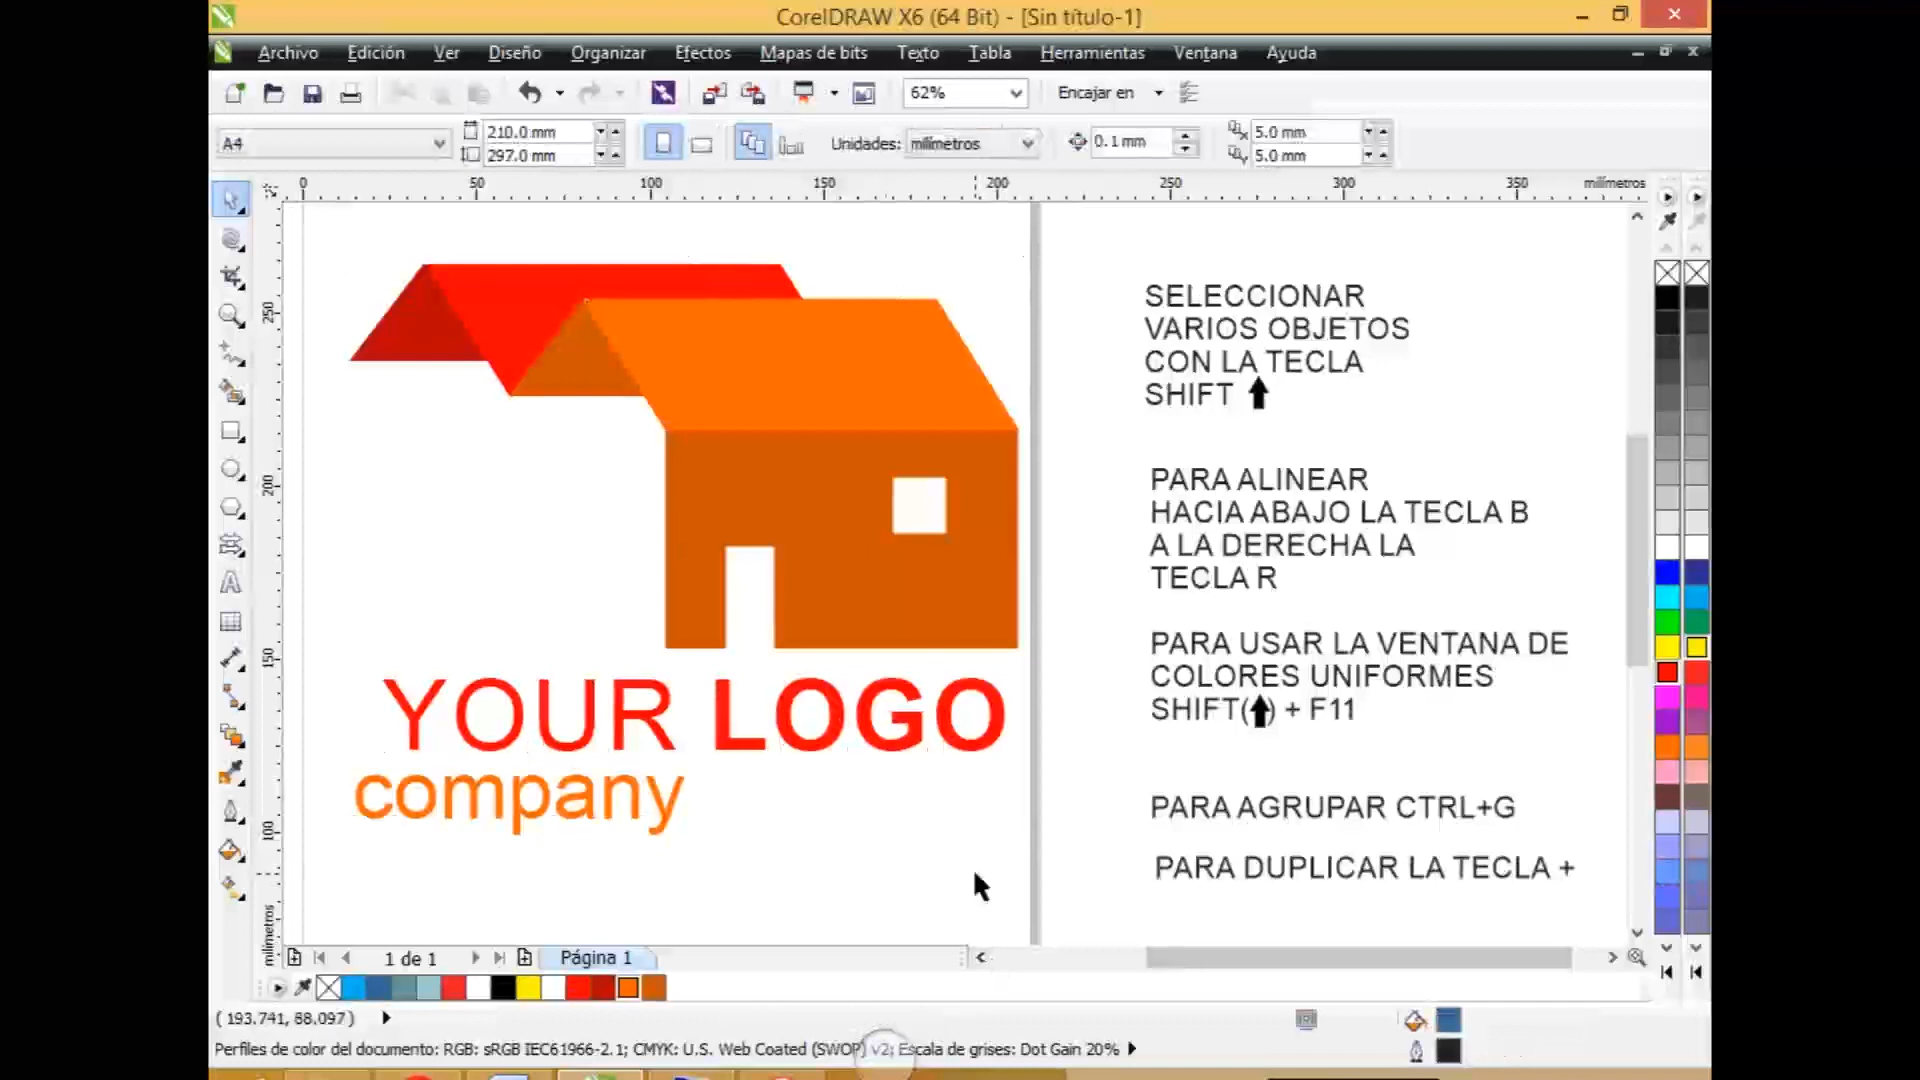 CorelDRAW X6 (64 Bit) - [Sin título-1]
Archivo Edición Ver Diseño Organizar Efectos Mapas de bits Texto Tabla Herramientas Ventana Ayuda
62% Encajar en
A4 210.0 mm 297.0 mm Unidades: milímetros 0.1 mm 5.0 mm 5.0 mm
0 50 100 150 200 250 300 350 milímetros
250
200
150
100
milímetros
YOUR LOGO
company
SELECCIONAR
VARIOS OBJETOS
CON LA TECLA
SHIFT
PARA ALINEAR
HACIA ABAJO LA TECLA B
A LA DERECHA LA
TECLA R
PARA USAR LA VENTANA DE
COLORES UNIFORMES
SHIFT( ) + F11
PARA AGRUPAR CTRL+G
PARA DUPLICAR LA TECLA +
1 de 1 Página 1
( 193.741, 88.097 )
Perfiles de color del documento: RGB: sRGB IEC61966-2.1; CMYK: U.S. Web Coated (SWOP) v2; Escala de grises: Dot Gain 20%